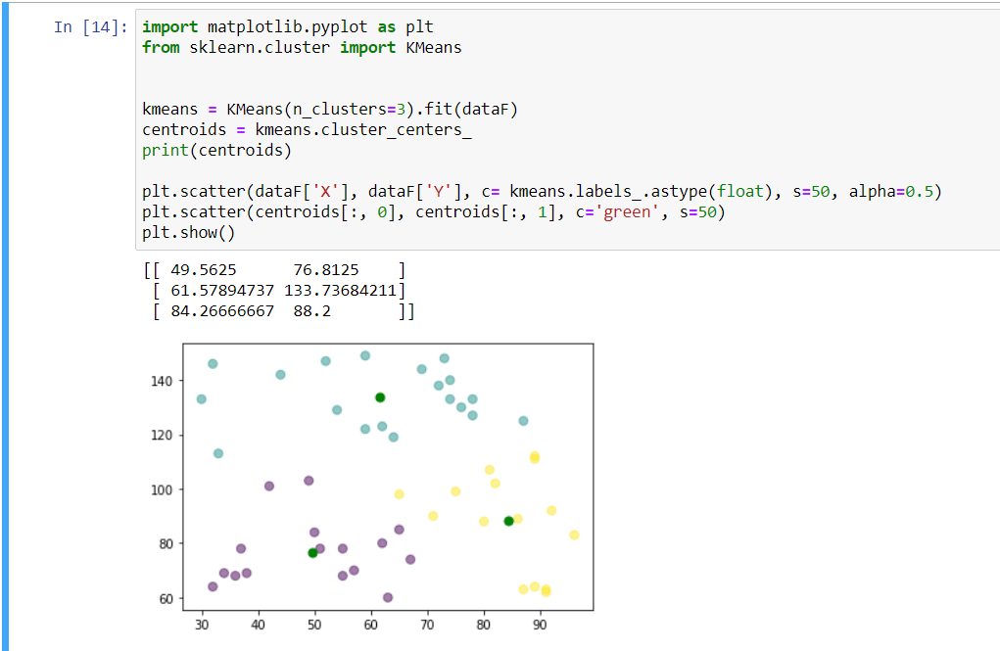 In [14]: import matplotlib.pyplot as plt
from sklearn.cluster import KMeans
kmeans = KMeans(n_clusters=3).fit(dataF)
centroids = kmeans.cluster_centers_
print(centroids)
plt.scatter(dataF['X'], dataF['Y'], c= kmeans.labels_.astype(float), s=50, alpha=0.5)
plt.scatter(centroids[:, 0], centroids[:, 1], c='green', s=50)
plt.show()
[[ 49.5625      76.8125    ]
 [ 61.57894737 133.73684211]
 [ 84.26666667  88.2       ]]
140
120
100
80
60
30 40 50 60 70 80 90